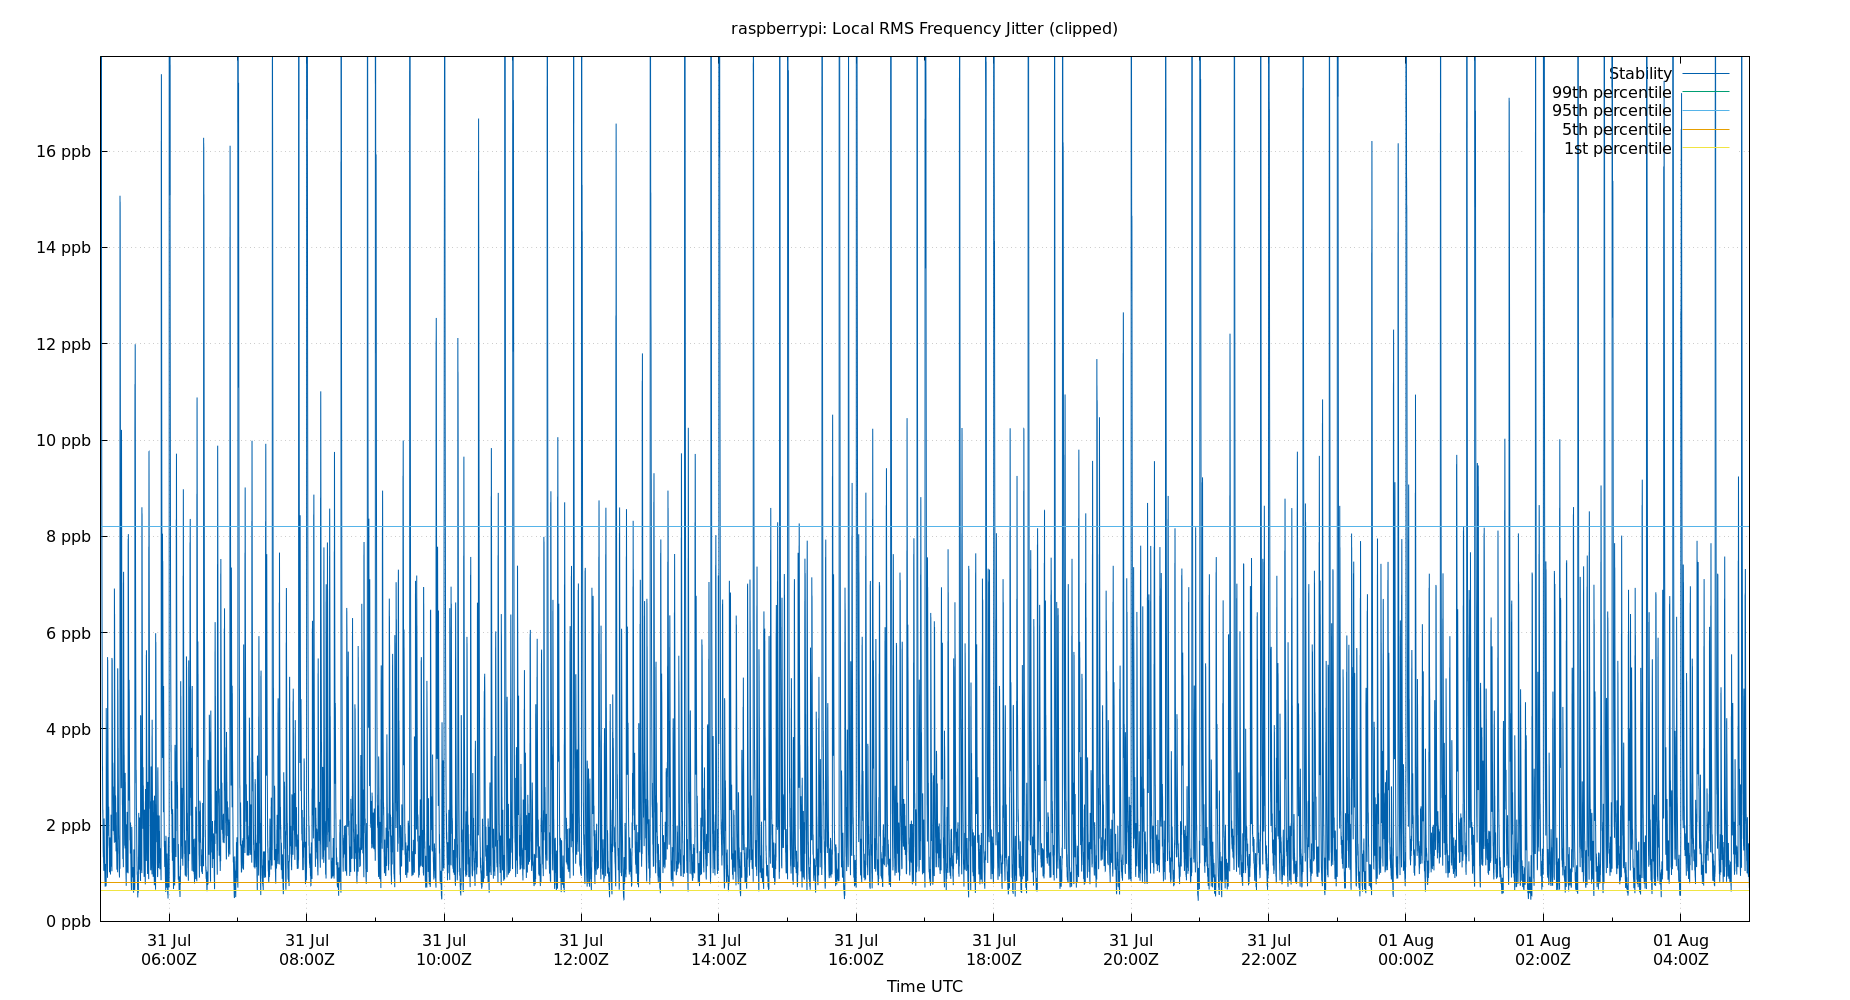 raspberrypi: Local RMS Frequency Jitter (clipped)
Stability
99th percentile
95th percentile
5th percentile
1st percentile
16 ppb
14 ppb
12 ppb
10 ppb
8 ppb
6 ppb
4 ppb
2 ppb
0 ppb
31 Jul 31 Jul 31 Jul 31 Jul 31 Jul 31 Jul 31 Jul 31 Jul 31 Jul 01 Aug 01 Aug 01 Aug
06:00Z 08:00Z 10:00Z 12:00Z 14:00Z 16:00Z 18:00Z 20:00Z 22:00Z 00:00Z 02:00Z 04:00Z
Time UTC